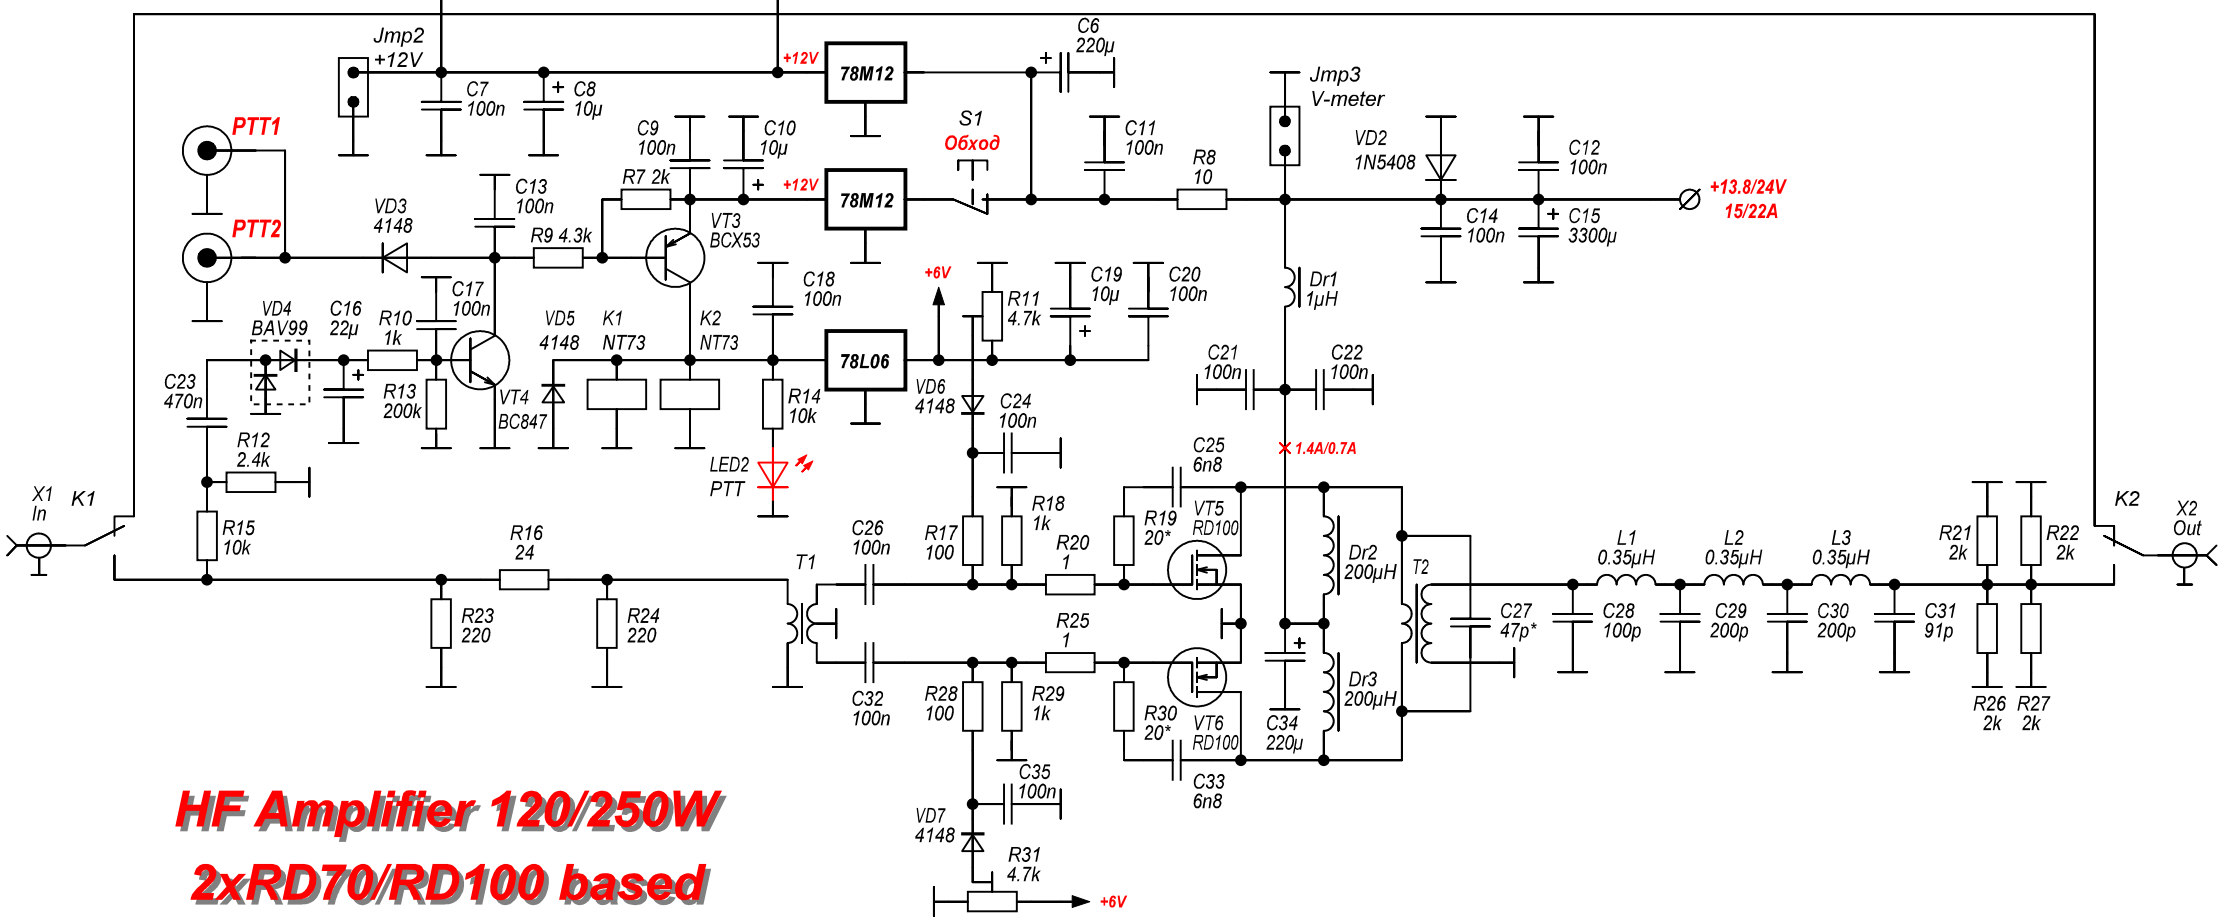 Jmp2
+12V
C7
100n
C8
10µ
+12V
78M12
C6
220µ
Jmp3
V-meter
PTT1
PTT2
C9
100n
C10
10µ
R7 2k
+12V
78M12
S1
Обход
C11
100n
R8
10
VD2
1N5408
C12
100n
+13.8/24V
15/22A
C14
100n
C15
3300µ
VD3
4148
C13
100n
R9 4.3k
VT3
BCX53
VD4
BAV99
C16
22µ
R10
1k
C17
100n
VD5
4148
K1
NT73
K2
NT73
C18
100n
78L06
+6V
R11
4.7k
C19
10µ
C20
100n
Dr1
1µH
C21
100n
C22
100n
C23
470n
R13
200k
VT4
BC847
R14
10k
VD6
4148
C24
100n
1.4A/0.7A
R12
2.4k
LED2
PTT
X1
In
K1
R15
10k
R16
24
R23
220
R24
220
T1
C26
100n
C32
100n
R17
100
R18
1k
R20
1
R19
20*
C25
6n8
VT5
RD100
Dr2
200µH
T2
R25
1
R28
100
R29
1k
R30
20*
VT6
RD100
C33
6n8
C34
220µ
Dr3
200µH
C27
47p*
C28
100p
L1
0.35µH
C29
200p
L2
0.35µH
C30
200p
L3
0.35µH
C31
91p
R21
2k
R22
2k
R26
2k
R27
2k
K2
X2
Out
C35
100n
VD7
4148
R31
4.7k
+6V
HF Amplifier 120/250W
2xRD70/RD100 based